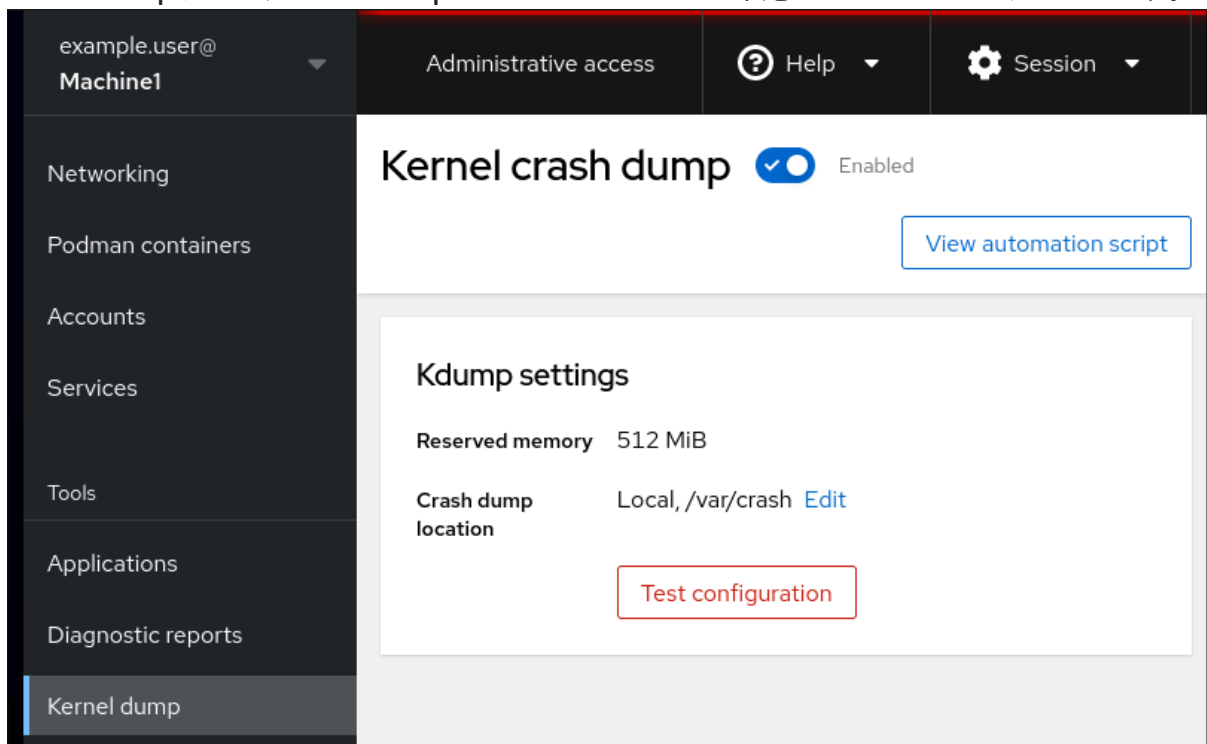 example.user@
Machine1
Administrative access
Help
Session
Networking
Podman containers
Accounts
Services
Tools
Applications
Diagnostic reports
Kernel dump
Kernel crash dump
Enabled
View automation script
Kdump settings
Reserved memory 512 MiB
Crash dump location Local, /var/crash Edit
Test configuration